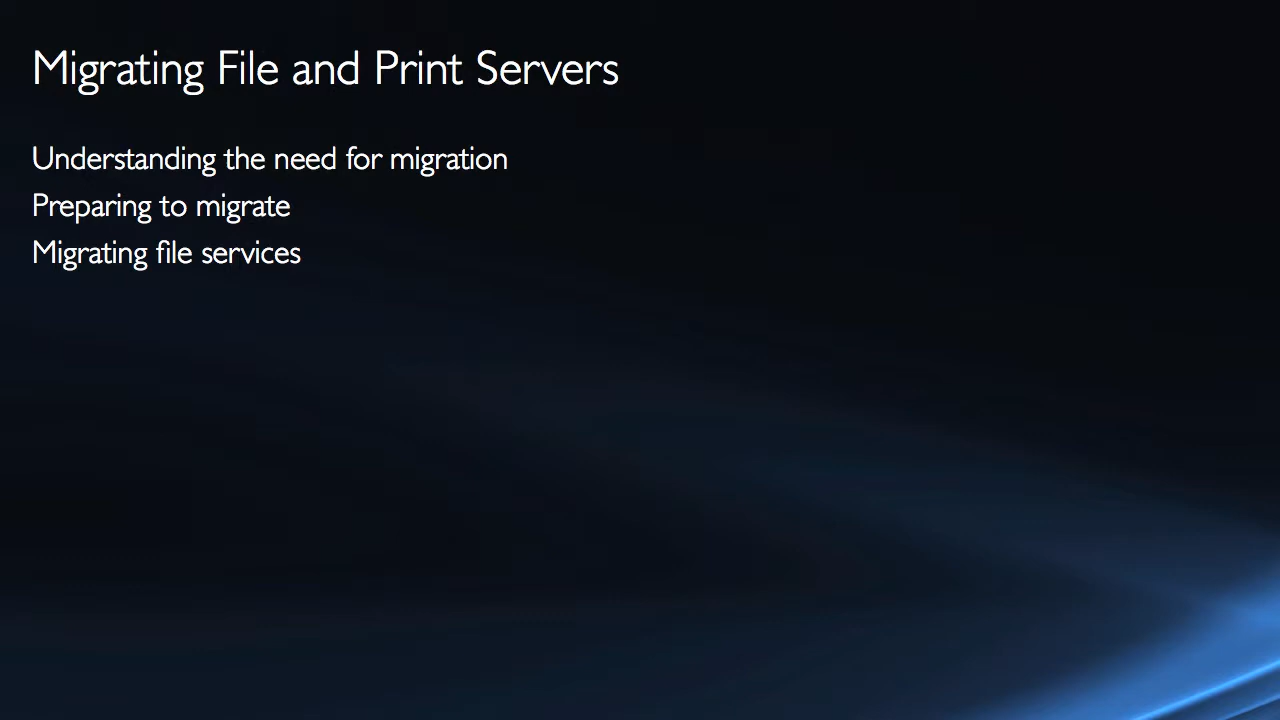 Migrating File and Print Servers
Understanding the need for migration
Preparing to migrate
Migrating file services